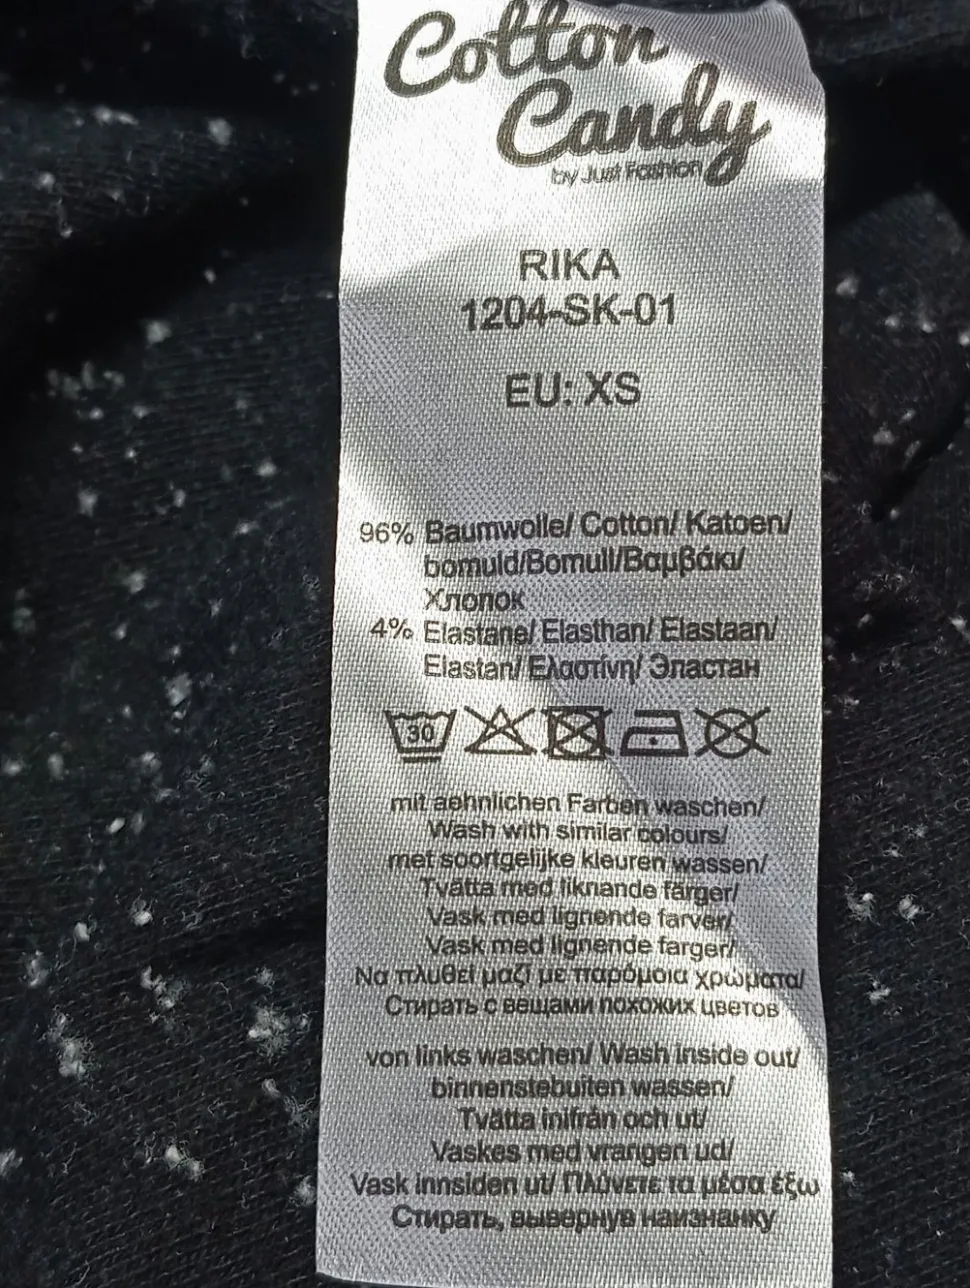 Cotton
Candy
by Just Fashion
RIKA
1204-SK-01
EU: XS
96% Baumwolle/ Cotton/ Katoen/
bomuld/Bomull/Βαμβάκι/
Хлопок
4% Elastane/ Elasthan/ Elastaan/
Elastan/ Ελαστίνη/ Эластан
30
mit aehnlichen Farben waschen/
Wash with similar colours/
met soortgelijke kleuren wassen/
Tvätta med liknande färger/
Vask med lignende farver/
Vask med lignende farger/
Να πλυθεί μαζί με παρόμοια χρώματα/
Стирать с вещами похожих цветов
von links waschen/ Wash inside out/
binnenstebuiten wassen/
Tvätta inifrån och ut/
Vaskes med vrangen ud/
Vask innsiden ut/ Πλύνετε τα μέσα έξω
Стирать, вывернув наизнанку